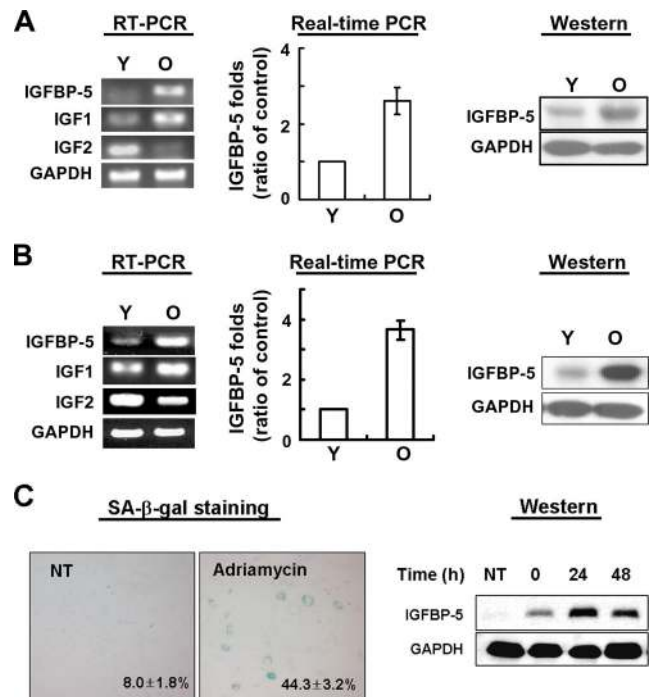 A
RT-PCR
Real-time PCR
Western
Y O
IGFBP-5
IGF1
IGF2
GAPDH
IGFBP-5 folds
(ratio of control)
4
2
0
Y O
Y O
IGFBP-5
GAPDH
B
RT-PCR
Real-time PCR
Western
Y O
IGFBP-5
IGF1
IGF2
GAPDH
IGFBP-5 folds
(ratio of control)
4
2
0
Y O
Y O
IGFBP-5
GAPDH
C
SA-β-gal staining
Western
NT
8.0±1.8%
Adriamycin
44.3±3.2%
Time (h) NT 0 24 48
IGFBP-5
GAPDH